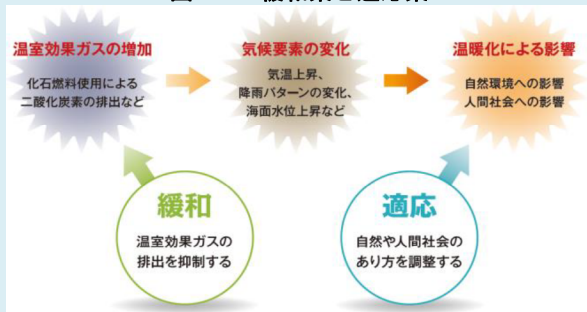 温室効果ガスの増加
化石燃料使用による
二酸化炭素の排出など
気候要素の変化
気温上昇、
降雨パターンの変化、
海面水位上昇など
温暖化による影響
自然環境への影響
人間社会への影響
緩和
温室効果ガスの
排出を抑制する
適応
自然や人間社会の
あり方を調整する